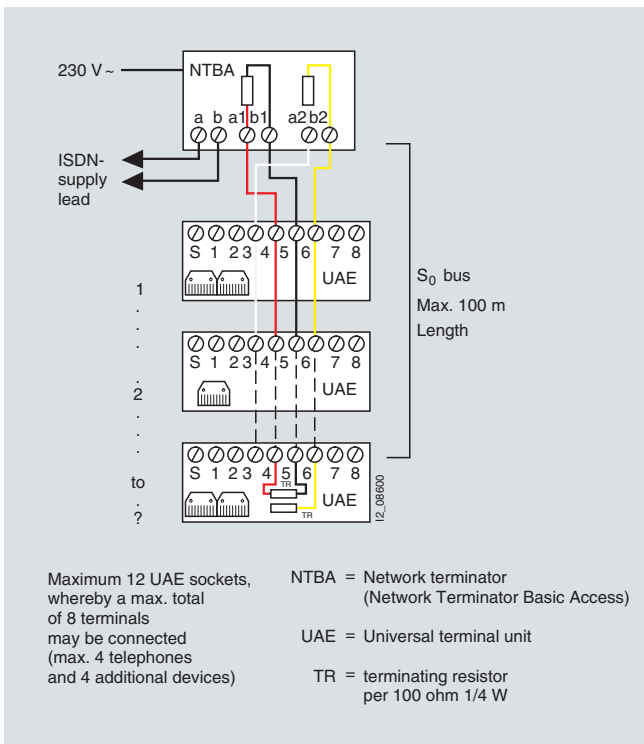 230 V ~
NTBA
a b a1 b1 a2 b2
ISDN-
supply
lead
S 1 2 3 4 5 6 7 8
UAE
1
.
.
.
S0 bus
Max. 100 m
Length
S 1 2 3 4 5 6 7 8
UAE
.
2
.
.
.
S 1 2 3 4 5 6 7 8
TR
UAE
TR
to
.
?
I2_08600
Maximum 12 UAE sockets,
whereby a max. total
of 8 terminals
may be connected
(max. 4 telephones
and 4 additional devices)
NTBA = Network terminator
(Network Terminator Basic Access)
UAE = Universal terminal unit
TR = terminating resistor
per 100 ohm 1/4 W